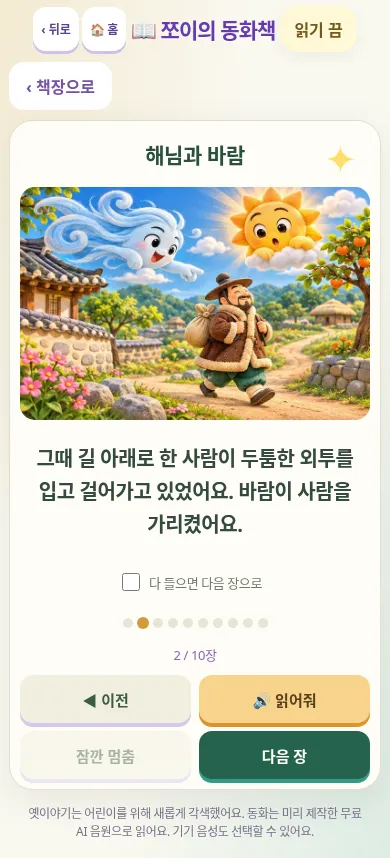 ‹ 뒤로
🏠 홈
📖 쪼이의 동화책
읽기 끔
‹ 책장으로
해님과 바람
그때 길 아래로 한 사람이 두툼한 외투를
입고 걸어가고 있었어요. 바람이 사람을
가리켰어요.
다 들으면 다음 장으로
2 / 10장
◀ 이전
🔊 읽어줘
잠깐 멈춤
다음 장
옛이야기는 어린이를 위해 새롭게 각색했어요. 동화는 미리 제작한 무료
AI 음원으로 읽어요. 기기 음성도 선택할 수 있어요.